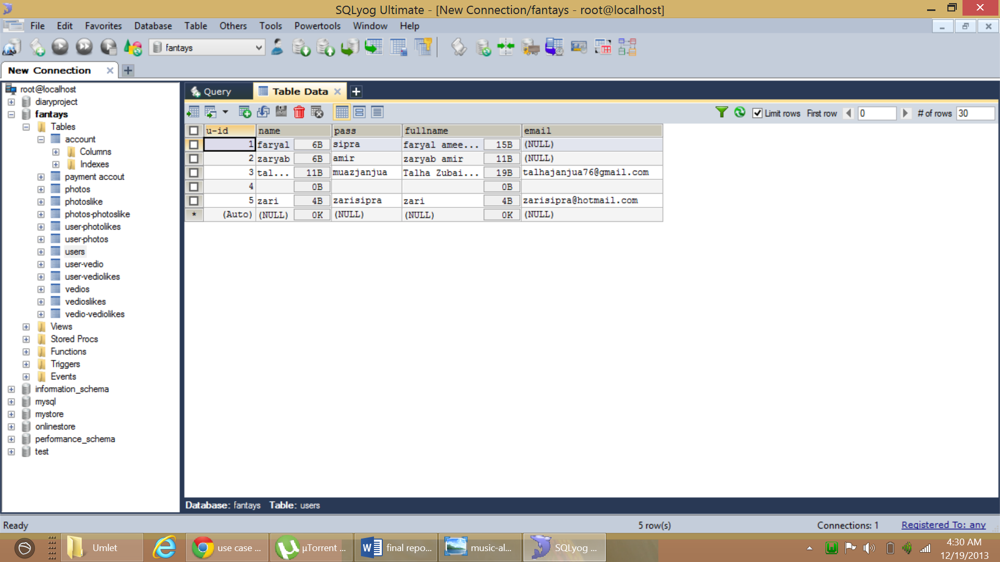 SQLyog Ultimate - [New Connection/fantays - root@localhost]
File Edit Favorites Database Table Others Tools Powertools Window Help
fantays
New Connection
root@localhost
diaryproject
fantays
Tables
account
Columns
Indexes
payment accout
photos
photoslike
photos-photoslike
user-photolikes
user-photos
users
user-vedio
user-vediolikes
vedios
vedioslikes
vedio-vediolikes
Views
Stored Procs
Functions
Triggers
Events
information_schema
mysql
mystore
onlinestore
performance_schema
test
Query Table Data
Limit rows First row 0 # of rows 30
u-id name pass fullname email
1 faryal 6B sipra faryal amee... 15B (NULL)
2 zaryab 6B amir zaryab amir 11B (NULL)
3 tal... 11B muazjanjua Talha Zubai... 19B talhajanjua76@gmail.com
4 0B 0B
5 zari 4B zarisipra zari 4B zarisipra@hotmail.com
* (Auto) (NULL) 0K (NULL) (NULL) 0K (NULL)
Database: fantays Table: users
Ready 5 row(s) Connections: 1 Registered To: any
Umlet use case ... µTorrent ... final repo... music-al... SQLyog ...
4:30 AM
12/19/2013